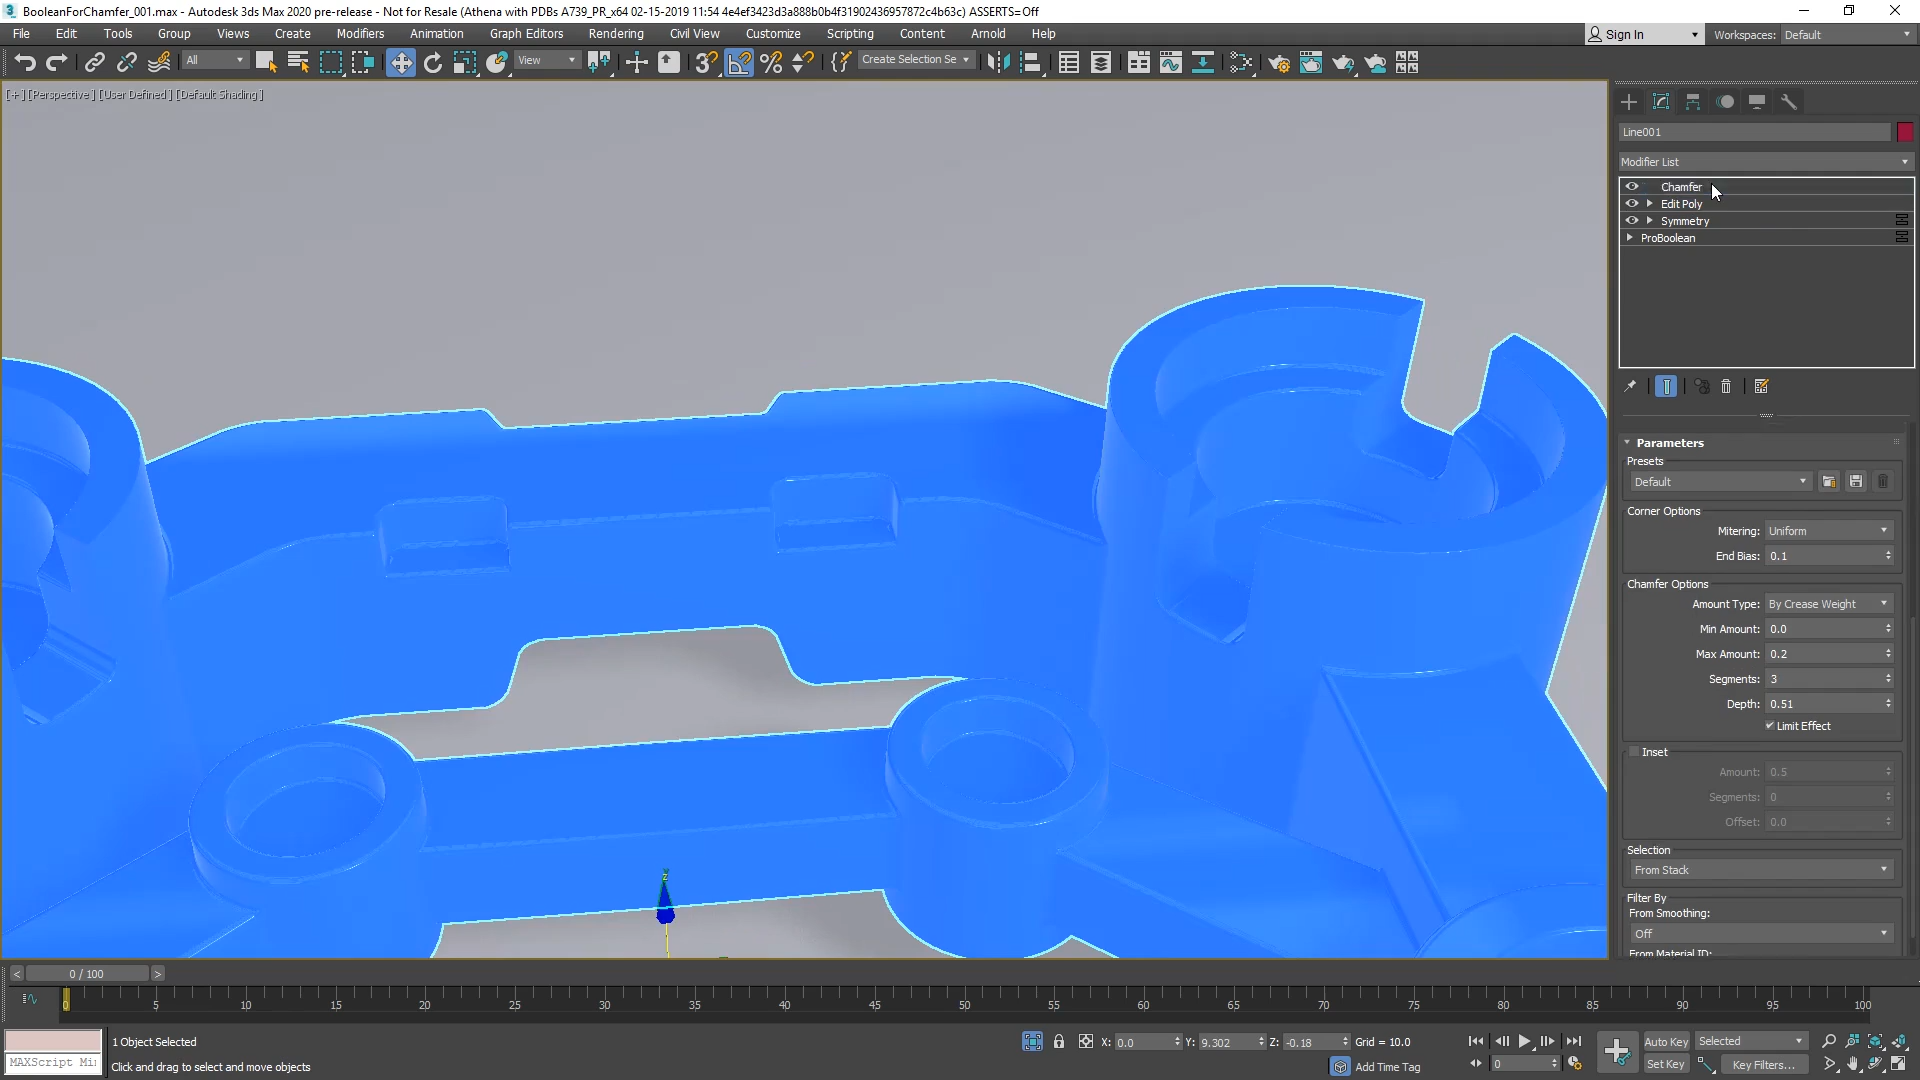 BooleanForChamfer_001.max - Autodesk 3ds Max 2020 pre-release - Not for Resale (Athena with PDBs A739_PR_x64 02-15-2019 11:54 4e4ef3423d3a888b0b4f31902436957872c4b63c) ASSERTS=Off
File Edit Tools Group Views Create Modifiers Animation Graph Editors Rendering Civil View Customize Scripting Content Arnold Help
Sign In
Workspaces: Default
All
View
Create Selection Se
[+] [Perspective] [User Defined] [Default Shading]
Line001
Modifier List
Chamfer
Edit Poly
Symmetry
ProBoolean
Parameters
Presets
Default
Corner Options
Mitering: Uniform
End Bias: 0.1
Chamfer Options
Amount Type: By Crease Weight
Min Amount: 0.0
Max Amount: 0.2
Segments: 3
Depth: 0.51
Limit Effect
Inset
Amount: 0.5
Segments: 0
Offset: 0.0
Selection
From Stack
Filter By
From Smoothing:
Off
From Material ID:
< 0 / 100 >
0 5 10 15 20 25 30 35 40 45 50 55 60 65 70 75 80 85 90 95 100
1 Object Selected
X: 0.0 Y: 9.302 Z: -0.18 Grid = 10.0
Auto Key Selected
MAXScript Mi
Click and drag to select and move objects
Add Time Tag
0
Set Key
Key Filters...